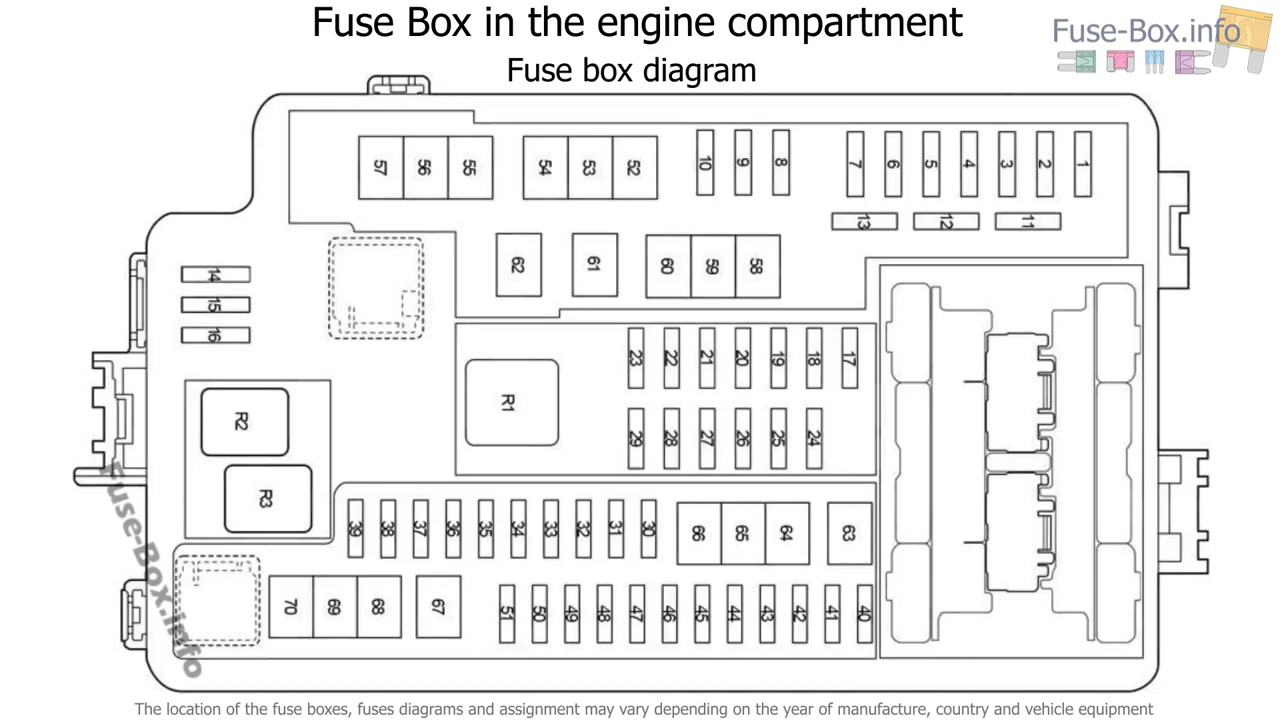 Fuse Box in the engine compartment
Fuse-Box.info
Fuse box diagram
57 56 55 54 53 52 10 9 8 7 6 5 4 3 2 1
13 12 11
62 61 60 59 58
14
15
16
23 22 21 20 19 18 17
R1
R2
29 28 27 26 25 24
R3
39 38 37 36 35 34 33 32 31 30 66 65 64 63
70 69 68 67 51 50 49 48 47 46 45 44 43 42 41 40
Fuse-Box.info
The location of the fuse boxes, fuses diagrams and assignment may vary depending on the year of manufacture, country and vehicle equipment